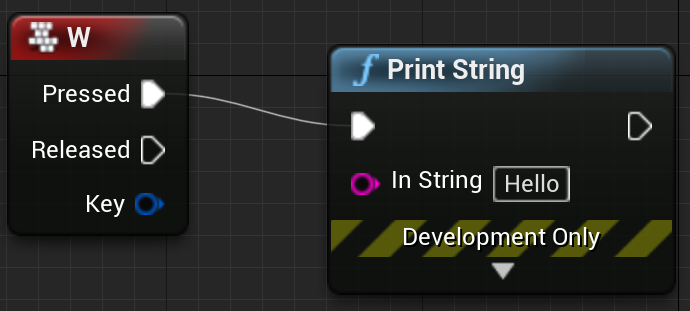 W
Pressed
Released
Key
Print String
In String Hello
Development Only